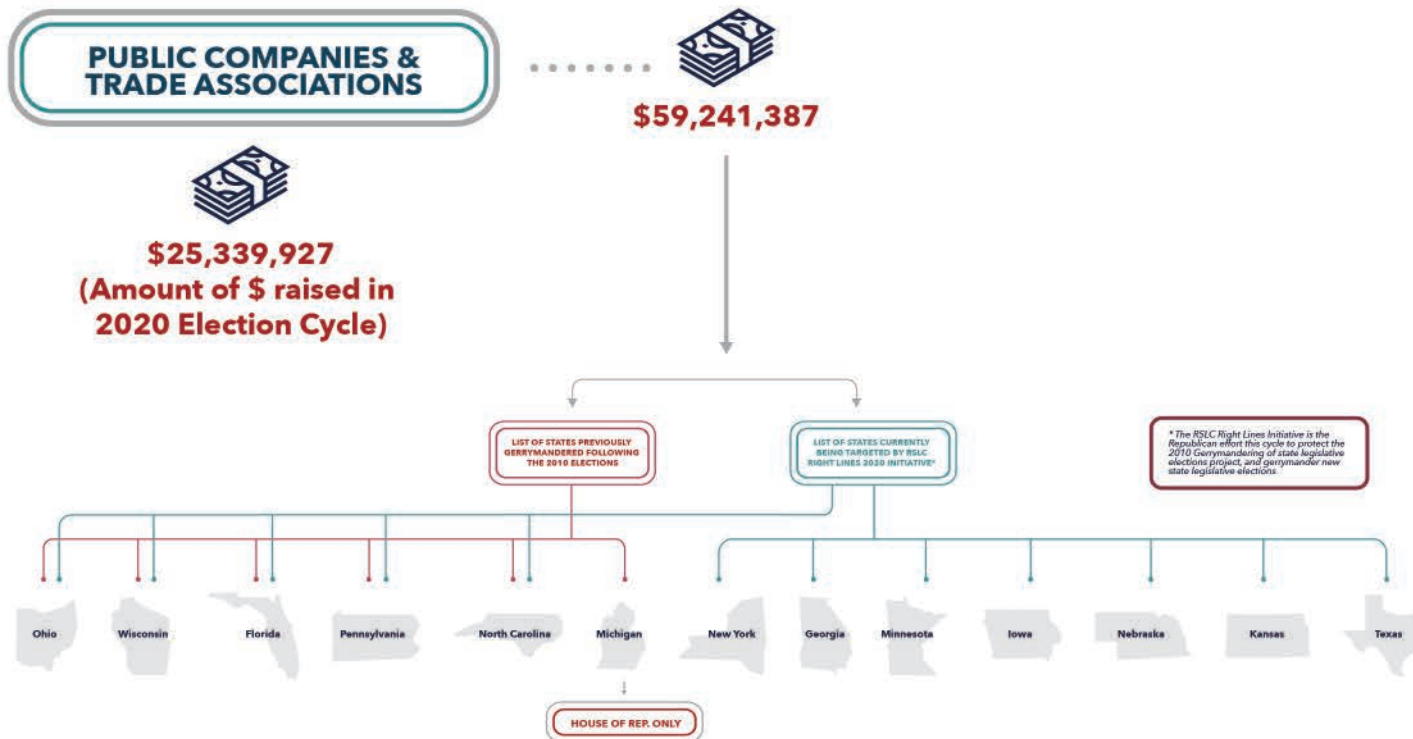 PUBLIC COMPANIES &
TRADE ASSOCIATIONS
$59,241,387
$25,339,927
(Amount of $ raised in
2020 Election Cycle)
LIST OF STATES PREVIOUSLY
GERRYMANDERED FOLLOWING
THE 2010 ELECTIONS
LIST OF STATES CURRENTLY
BEING TARGETED BY RSLC
RIGHT LINES 2020 INITIATIVE*
* The RSLC Right Lines Initiative is the
Republican effort this cycle to protect the
2010 Gerrymandering of state legislative
elections project, and gerrymander new
state legislative elections
Ohio
Wisconsin
Florida
Pennsylvania
North Carolina
Michigan
New York
Georgia
Minnesota
Iowa
Nebraska
Kansas
Texas
HOUSE OF REP. ONLY